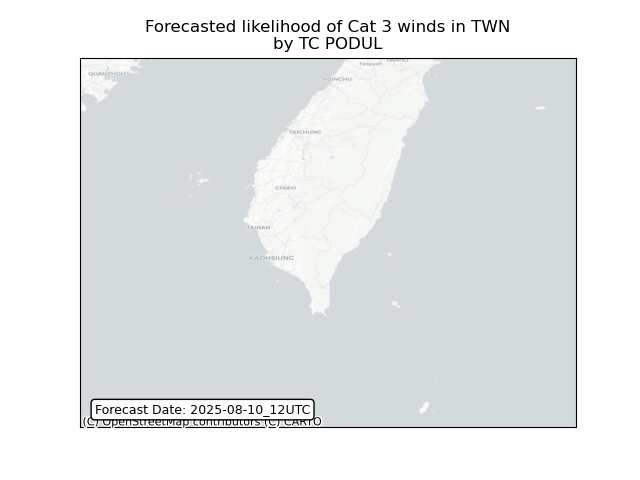 Forecasted likelihood of Cat 3 winds in TWN
by TC PODUL
TAIPEI
Taoyuan
QUANZHOU
HSINCHU
TAICHUNG
CHIAYI
TAINAN
KAOHSIUNG
Forecast Date: 2025-08-10_12UTC
(C) OpenStreetMap contributors (C) CARTO